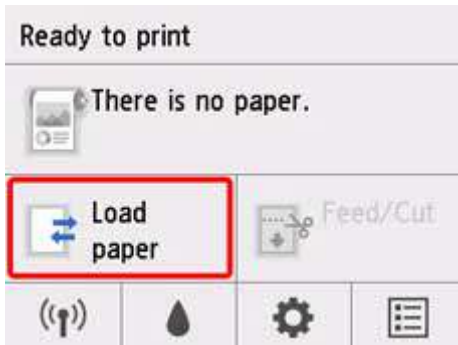 Ready to print
There is no paper.
Load
paper
Feed/Cut